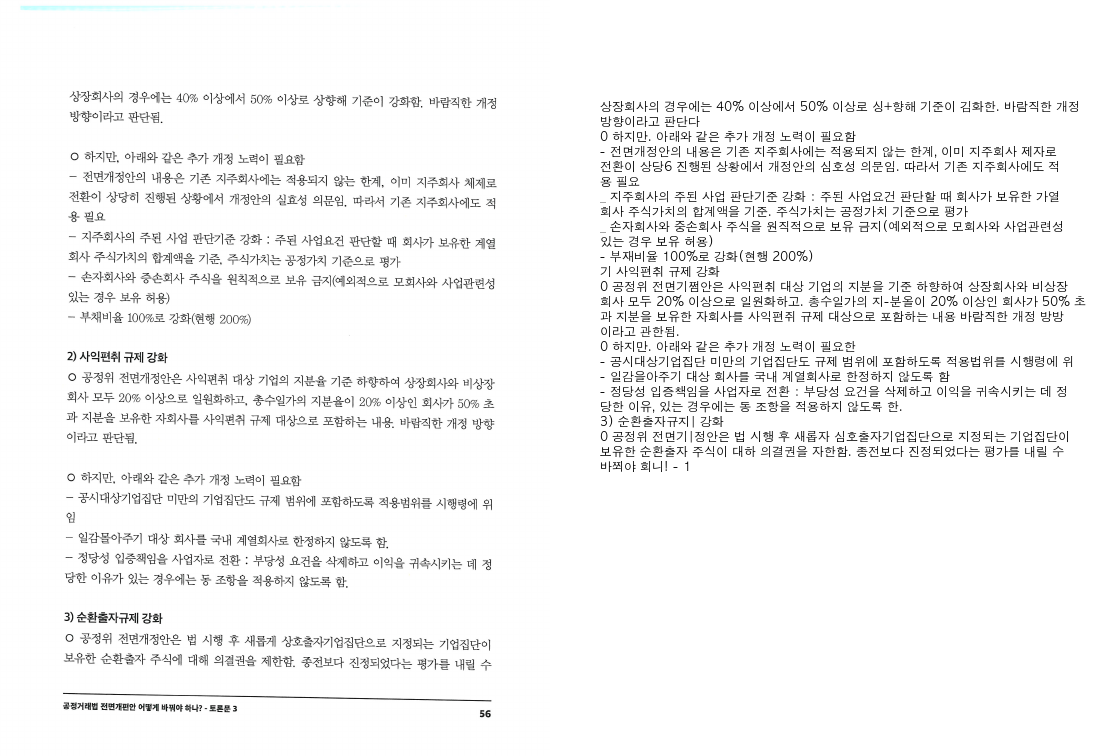 상장회사의 경우에는 40% 이상에서 50% 이상로 상향해 기준이 강화함. 바람직한 개정
방향이라고 판단됨.
O 하지만, 아래와 같은 추가 개정 노력이 필요함
- 전면개정안의 내용은 기존 지주회사에는 적용되지 않는 한계, 이미 지주회사 체제로
전환이 상당히 진행된 상황에서 개정안의 실효성 의문임. 따라서 기존 지주회사에도 적
용 필요
- 지주회사의 주된 사업 판단기준 강화 : 주된 사업요건 판단할 때 회사가 보유한 계열
회사 주식가치의 합계액을 기준, 주식가치는 공정가치 기준으로 평가
- 손자회사와 중손회사 주식을 원칙적으로 보유 금지(예외적으로 모회사와 사업관련성
있는 경우 보유 허용)
- 부채비율 100%로 강화(현행 200%)
2) 사익편취 규제 강화
O 공정위 전면개정안은 사익편취 대상 기업의 지분율 기준 하향하여 상장회사와 비상장
회사 모두 20% 이상으로 일원화하고, 총수일가의 지분율이 20% 이상인 회사가 50% 초
과 지분을 보유한 자회사를 사익편취 규제 대상으로 포함하는 내용. 바람직한 개정 방향
이라고 판단됨.
O 하지만, 아래와 같은 추가 개정 노력이 필요함
- 공시대상기업집단 미만의 기업집단도 규제 범위에 포함하도록 적용범위를 시행령에 위
임
- 일감몰아주기 대상 회사를 국내 계열회사로 한정하지 않도록 함.
- 정당성 입증책임을 사업자로 전환 : 부당성 요건을 삭제하고 이익을 귀속시키는 데 정
당한 이유가 있는 경우에는 동 조항을 적용하지 않도록 함.
3) 순환출자규제 강화
O 공정위 전면개정안은 법 시행 후 새롭게 상호출자기업집단으로 지정되는 기업집단이
보유한 순환출자 주식에 대해 의결권을 제한함. 종전보다 진정되었다는 평가를 내릴 수
공정거래법 전면개편안 어떻게 바꿔야 하나? - 토론문 3
56
상장회사의 경우에는 40% 이상에서 50% 이상로 싱+향해 기준이 김화한. 바람직한 개정
방향이라고 판단다
0 하지만. 아래와 같은 추가 개정 노력이 필요함
- 전면개정안의 내용은 기존 지주회사에는 적용되지 않는 한계, 이미 지주회사 제자로
전환이 상당6 진행된 상황에서 개정안의 심호성 의문임. 따라서 기존 지주회사에도 적
용 필요
_ 지주회사의 주된 사업 판단기준 강화 : 주된 사업요건 판단할 때 회사가 보유한 가열
회사 주식가치의 합계액을 기준. 주식가치는 공정가치 기준으로 평가
_ 손자회사와 중손회사 주식을 원직적으로 보유 금지(예외적으로 모회사와 사업관련성
있는 경우 보유 허용)
- 부재비율 100%로 강화(현행 200%)
기 사익편취 규제 강화
0 공정위 전면기쩜안은 사익편취 대상 기업의 지분을 기준 하향하여 상장회사와 비상장
회사 모두 20% 이상으로 일원화하고. 총수일가의 지-분올이 20% 이상인 회사가 50% 초
과 지분을 보유한 자회사를 사익편쥐 규제 대상으로 포함하는 내용 바람직한 개정 방방
이라고 관한됨.
0 하지만. 아래와 같은 추가 개정 노력이 필요한
- 공시대상기업집단 미만의 기업집단도 규제 범위에 포함하도록 적용법위를 시행령에 위
- 일감을아주기 대상 회사를 국내 계열회사로 한정하지 않도록 함
- 정당성 입증책임을 사업자로 전환 : 부당성 요건을 삭제하고 이익을 귀속시키는 데 정
당한 이유, 있는 경우에는 동 조항을 적용하지 않도록 한.
3) 순환출자규지| 강화
0 공정위 전면기|정안은 법 시행 후 새롭자 심호출자기업집단으로 지정되는 기업집단이
보유한 순환출자 주식이 대하 의결권을 자한함. 종전보다 진정되었다는 평가를 내릴 수
바쩍야 회니! - 1